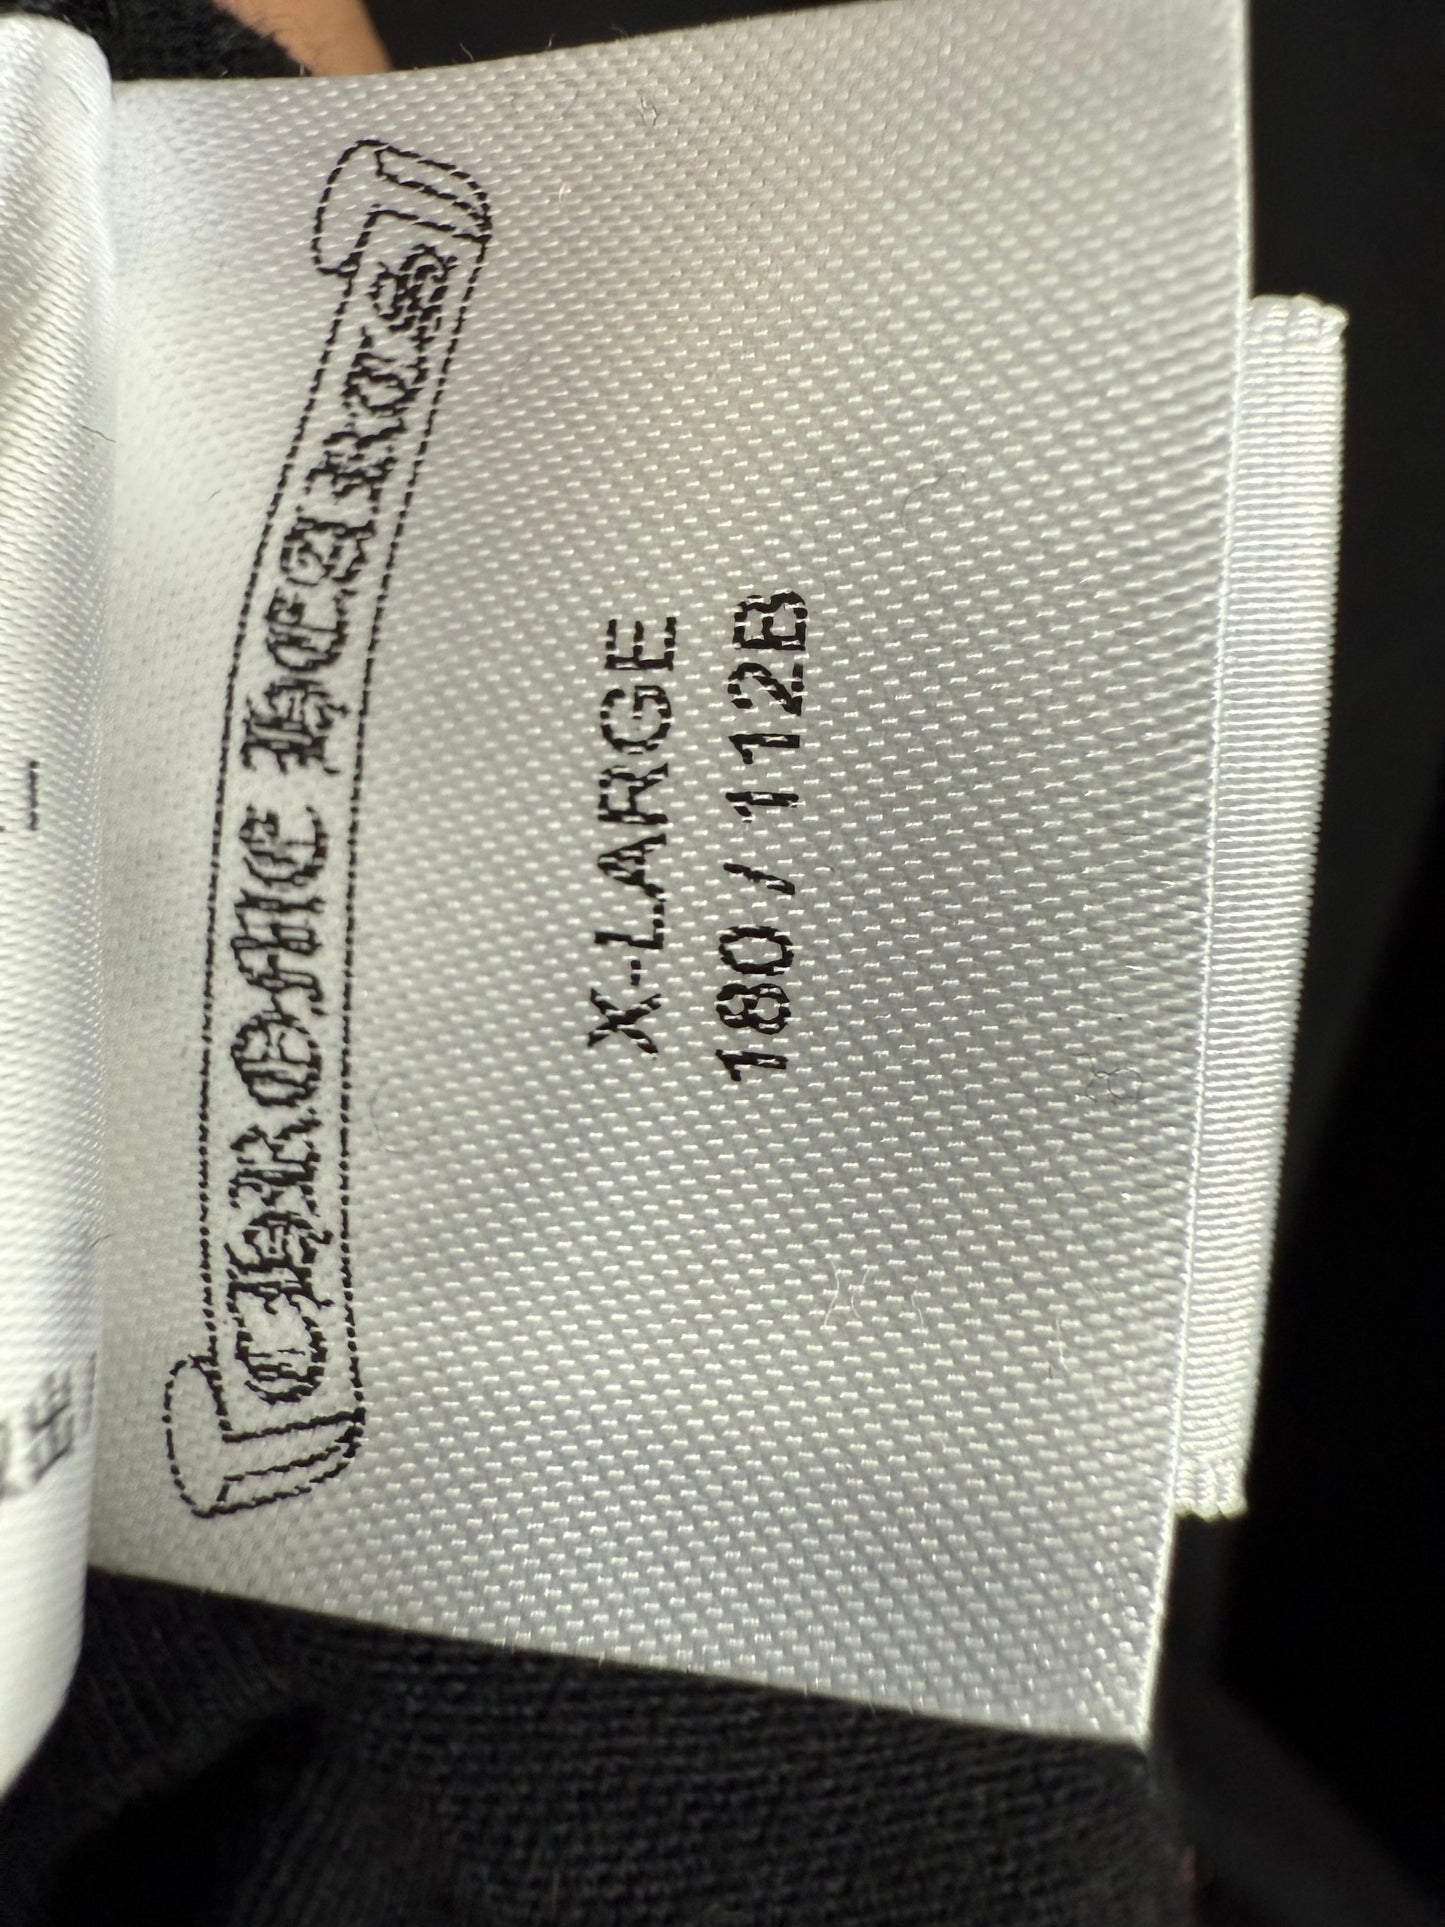 CHROME HEARTS
X-LARGE
180 / 112B